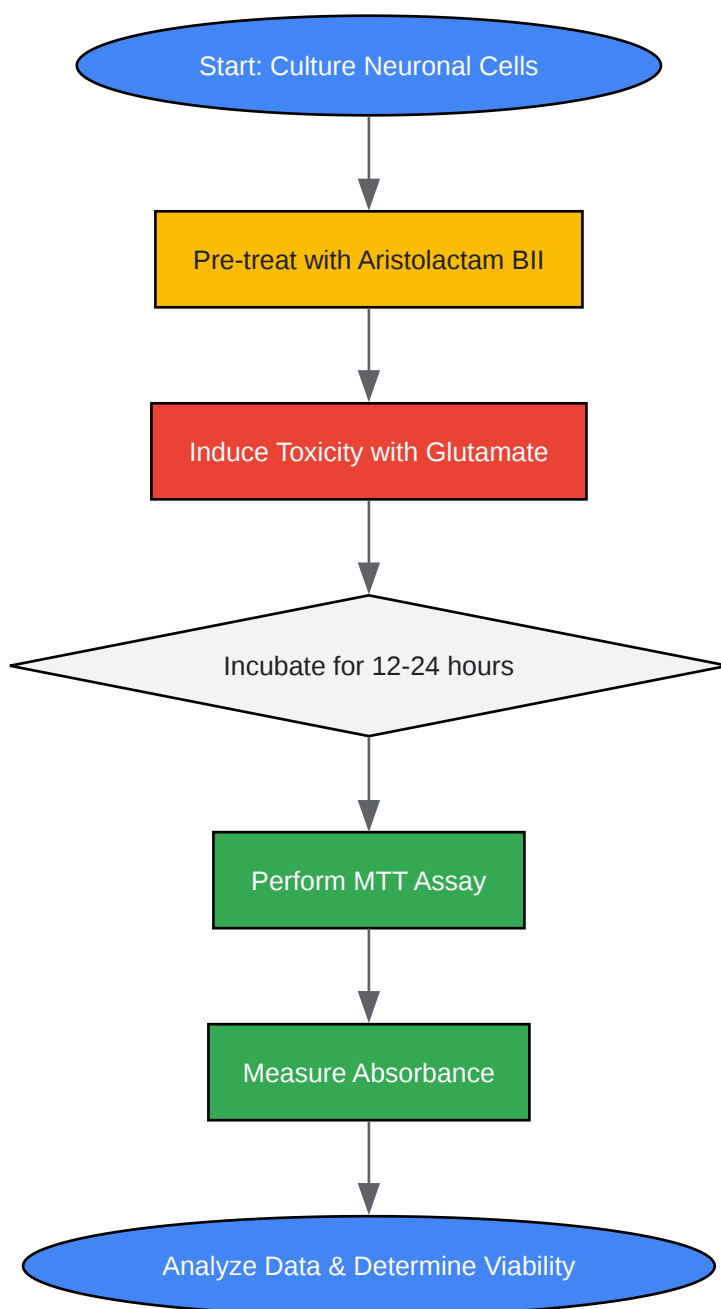 Start: Culture Neuronal Cells
Pre-treat with Aristolactam BII
Induce Toxicity with Glutamate
Incubate for 12-24 hours
Perform MTT Assay
Measure Absorbance
Analyze Data & Determine Viability